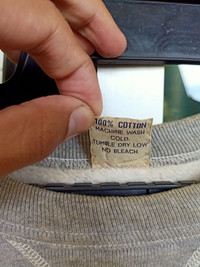 100% COTTON
MACHINE WASH
COLD.
TUMBLE DRY LOW
NO BLEACH.